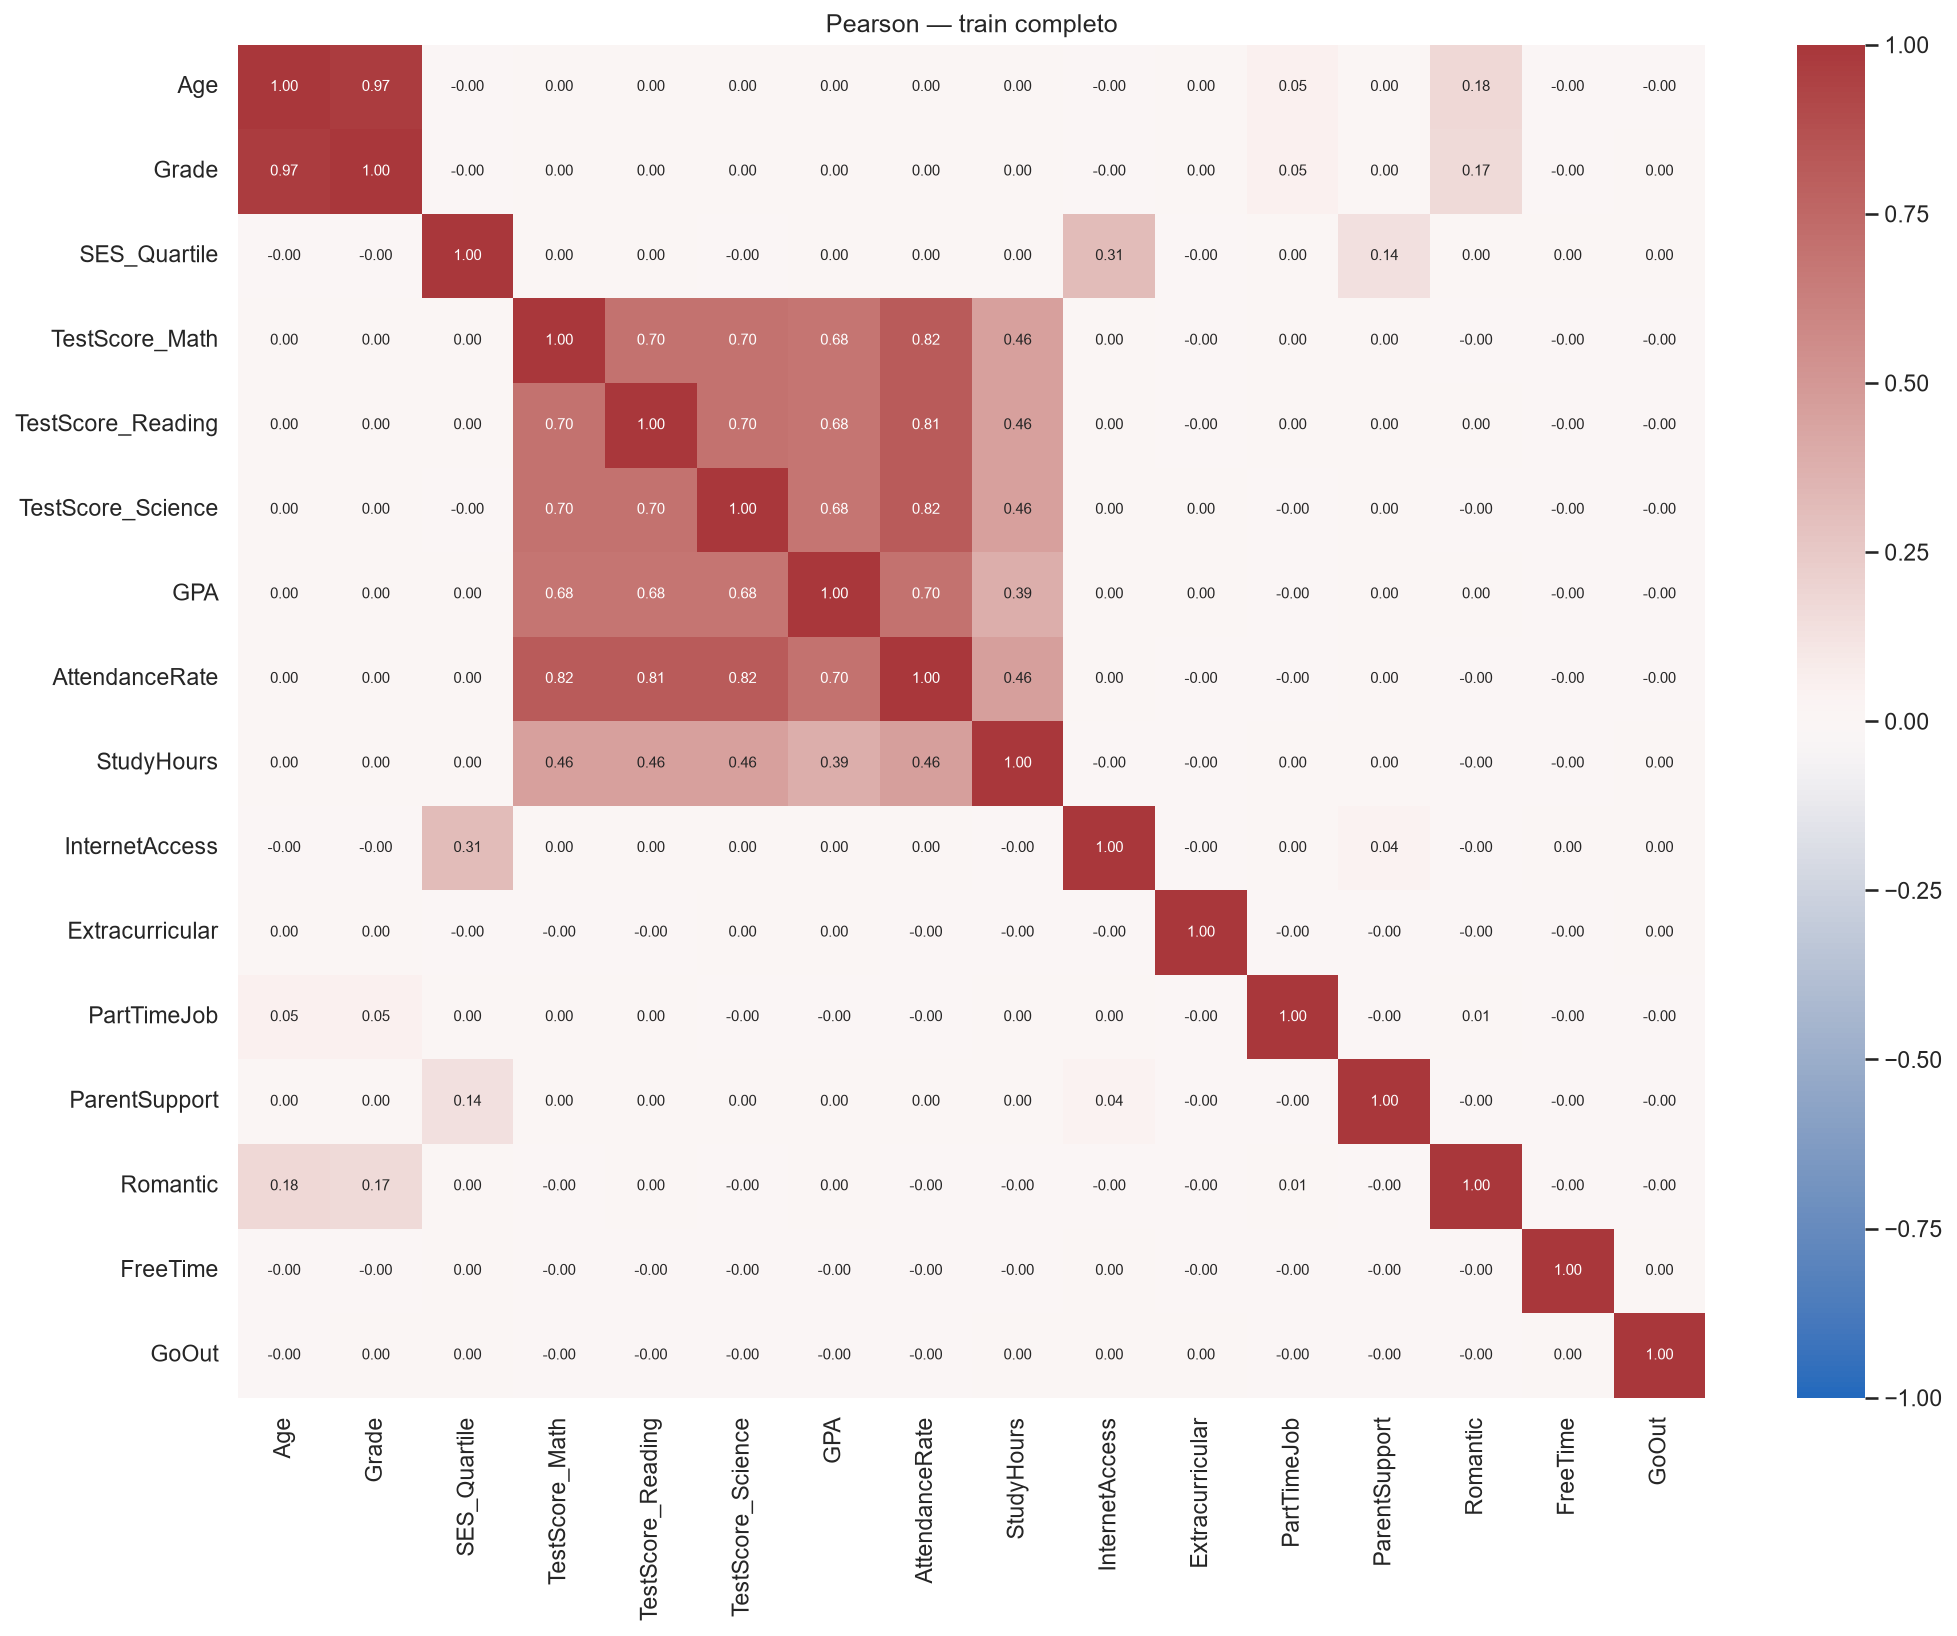 Pearson — train completo
Age 1.00 0.97 -0.00 0.00 0.00 0.00 0.00 0.00 0.00 -0.00 0.00 0.05 0.00 0.18 -0.00 -0.00
Grade 0.97 1.00 -0.00 0.00 0.00 0.00 0.00 0.00 0.00 -0.00 0.00 0.05 0.00 0.17 -0.00 0.00
SES_Quartile -0.00 -0.00 1.00 0.00 0.00 -0.00 0.00 0.00 0.00 0.31 -0.00 0.00 0.14 0.00 0.00 0.00
TestScore_Math 0.00 0.00 0.00 1.00 0.70 0.70 0.68 0.82 0.46 0.00 -0.00 0.00 0.00 -0.00 -0.00 -0.00
TestScore_Reading 0.00 0.00 0.00 0.70 1.00 0.70 0.68 0.81 0.46 0.00 -0.00 0.00 0.00 0.00 -0.00 -0.00
TestScore_Science 0.00 0.00 -0.00 0.70 0.70 1.00 0.68 0.82 0.46 0.00 0.00 -0.00 0.00 -0.00 -0.00 -0.00
GPA 0.00 0.00 0.00 0.68 0.68 0.68 1.00 0.70 0.39 0.00 0.00 -0.00 0.00 0.00 -0.00 -0.00
AttendanceRate 0.00 0.00 0.00 0.82 0.81 0.82 0.70 1.00 0.46 0.00 -0.00 -0.00 0.00 -0.00 -0.00 -0.00
StudyHours 0.00 0.00 0.00 0.46 0.46 0.46 0.39 0.46 1.00 -0.00 -0.00 0.00 0.00 -0.00 -0.00 0.00
InternetAccess -0.00 -0.00 0.31 0.00 0.00 0.00 0.00 0.00 -0.00 1.00 -0.00 0.00 0.04 -0.00 0.00 0.00
Extracurricular 0.00 0.00 -0.00 -0.00 -0.00 0.00 0.00 -0.00 -0.00 -0.00 1.00 -0.00 -0.00 -0.00 -0.00 0.00
PartTimeJob 0.05 0.05 0.00 0.00 0.00 -0.00 -0.00 -0.00 0.00 0.00 -0.00 1.00 -0.00 0.01 -0.00 -0.00
ParentSupport 0.00 0.00 0.14 0.00 0.00 0.00 0.00 0.00 0.00 0.04 -0.00 -0.00 1.00 -0.00 -0.00 -0.00
Romantic 0.18 0.17 0.00 -0.00 0.00 -0.00 0.00 -0.00 -0.00 -0.00 -0.00 0.01 -0.00 1.00 -0.00 -0.00
FreeTime -0.00 -0.00 0.00 -0.00 -0.00 -0.00 -0.00 -0.00 -0.00 0.00 -0.00 -0.00 -0.00 -0.00 1.00 0.00
GoOut -0.00 0.00 0.00 -0.00 -0.00 -0.00 -0.00 -0.00 0.00 0.00 0.00 -0.00 -0.00 -0.00 0.00 1.00
Age
Grade
SES_Quartile
TestScore_Math
TestScore_Reading
TestScore_Science
GPA
AttendanceRate
StudyHours
InternetAccess
Extracurricular
PartTimeJob
ParentSupport
Romantic
FreeTime
GoOut
1.00
0.75
0.50
0.25
0.00
−0.25
−0.50
−0.75
−1.00